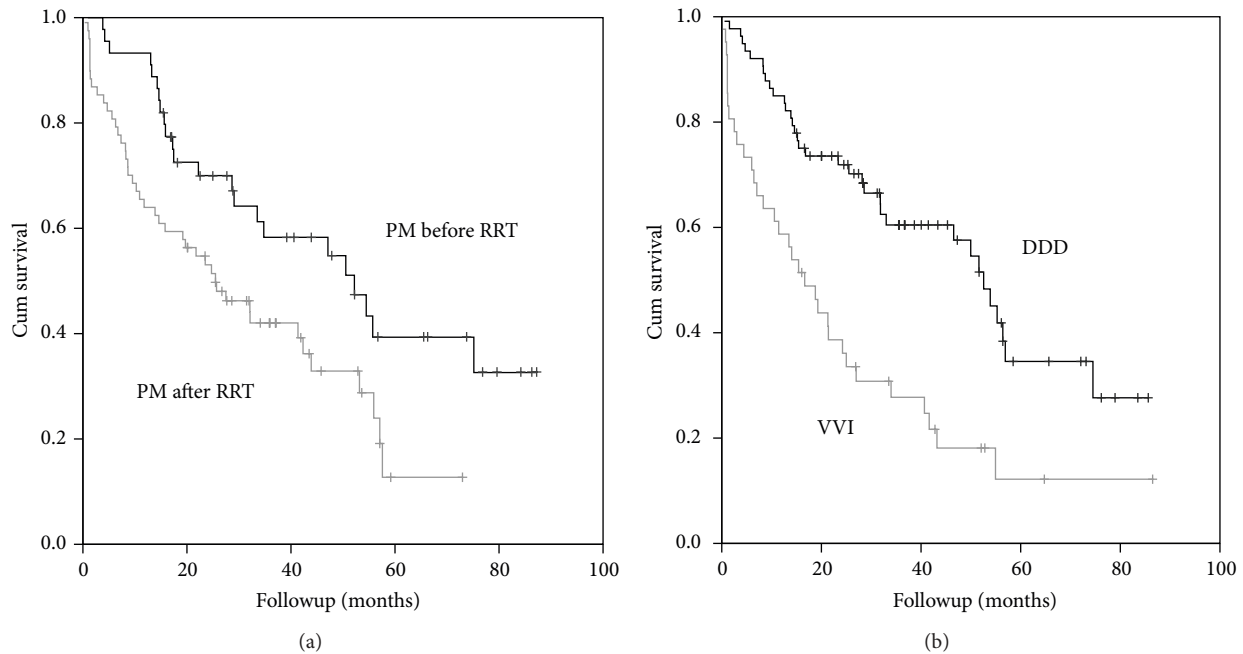 1.0
0.8
0.6
0.4
0.2
0.0
Cum survival
PM before RRT
PM after RRT
0 20 40 60 80 100
Followup (months)
(a)
1.0
0.8
0.6
0.4
0.2
0.0
Cum survival
DDD
VVI
0 20 40 60 80 100
Followup (months)
(b)